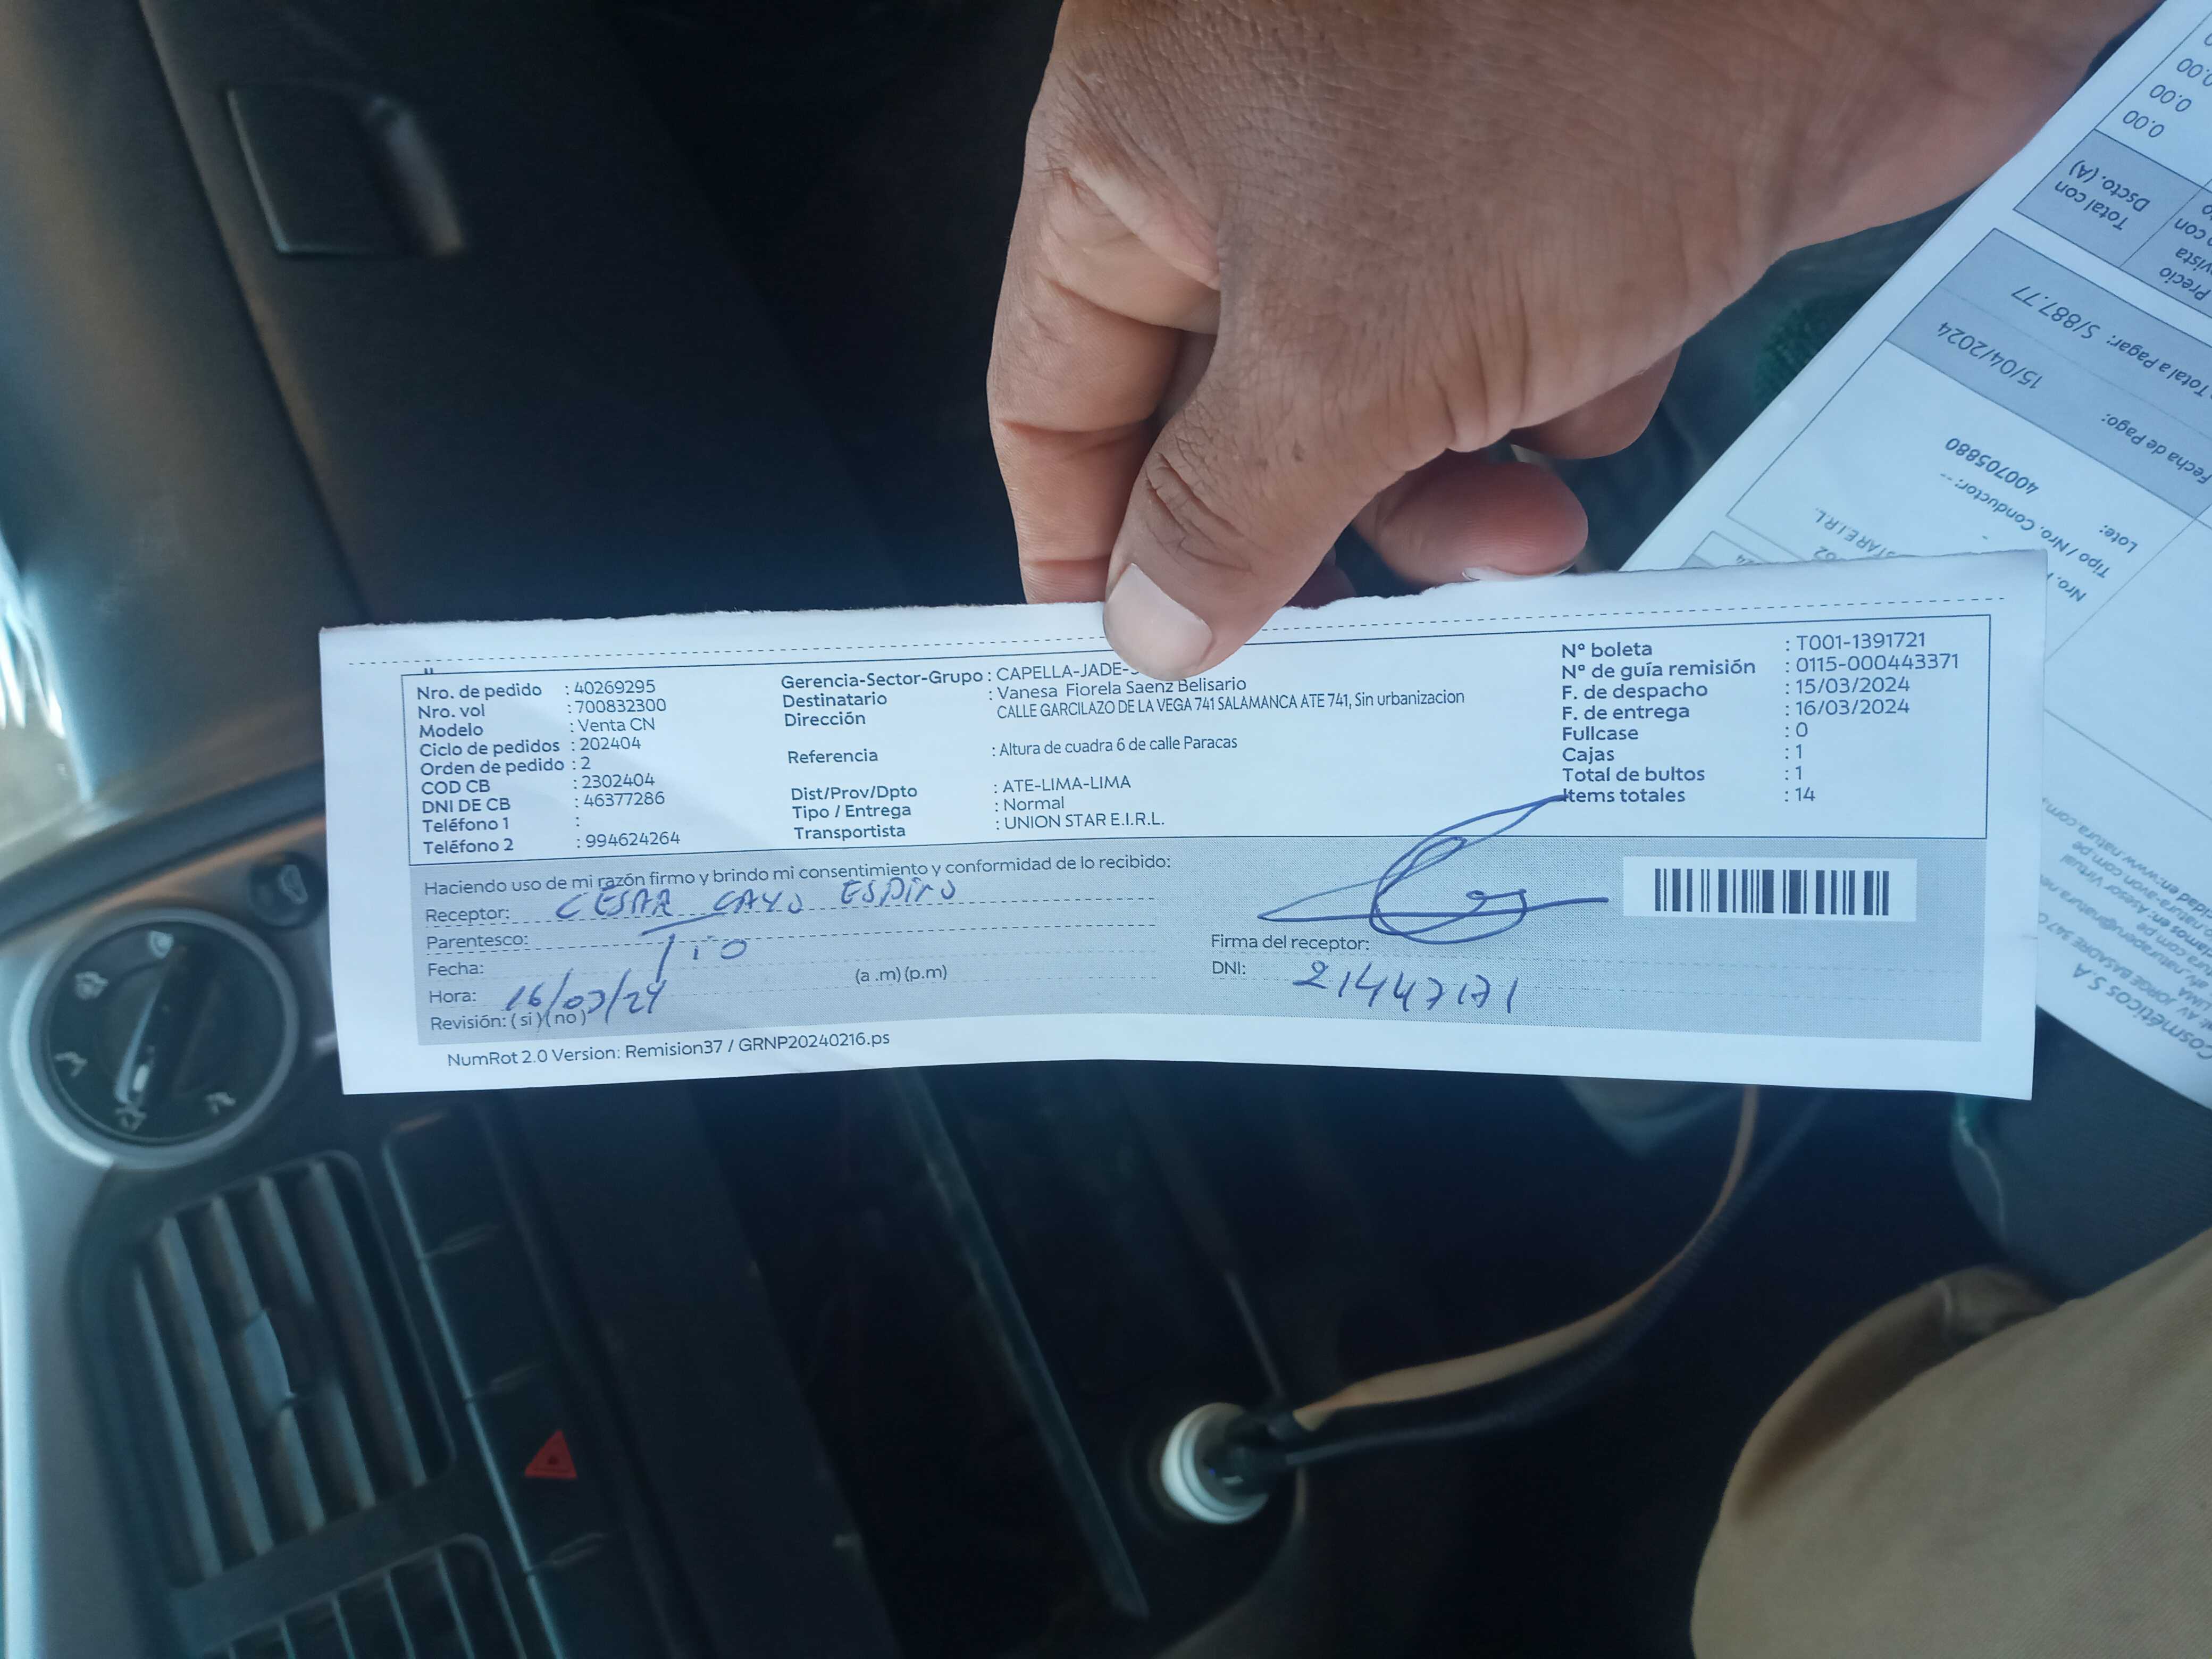 Nro. de pedido : 40269295
Nro. vol : 700832300
Modelo : Venta CN
Ciclo de pedidos : 202404
Orden de pedido : 2
COD CB : 2302404
DNI DE CB : 46377286
Teléfono 1 :
Teléfono 2 : 994624264
Gerencia-Sector-Grupo : CAPELLA-JADE-
Destinatario : Vanesa Fiorela Saenz Belisario
Dirección CALLE GARCILAZO DE LA VEGA 741 SALAMANCA ATE 741, Sin urbanizacion
Referencia : Altura de cuadra 6 de calle Paracas
Dist/Prov/Dpto : ATE-LIMA-LIMA
Tipo / Entrega : Normal
Transportista : UNION STAR E.I.R.L.
N° boleta : T001-1391721
N° de guía remisión : 0115-000443371
F. de despacho : 15/03/2024
F. de entrega : 16/03/2024
Fullcase : 0
Cajas : 1
Total de bultos : 1
Items totales : 14
Haciendo uso de mi razón firmo y brindo mi consentimiento y conformidad de lo recibido:
Receptor: CESAR CAYO ESPINO
Parentesco: Tio
Fecha:
Hora: 16/03/24 (a .m) (p.m)
Revisión: ( si ) ( no )
Firma del receptor:
DNI: 21447171
NumRot 2.0 Version: Remision37 / GRNP20240216.ps
0.00
0.00
Total con
Dscto. (A)
Precio
Total a Pagar: S/887.77
Fecha de Pago: 15/04/2024
Lote: 400705880
Tipo / Nro. Conductor: --